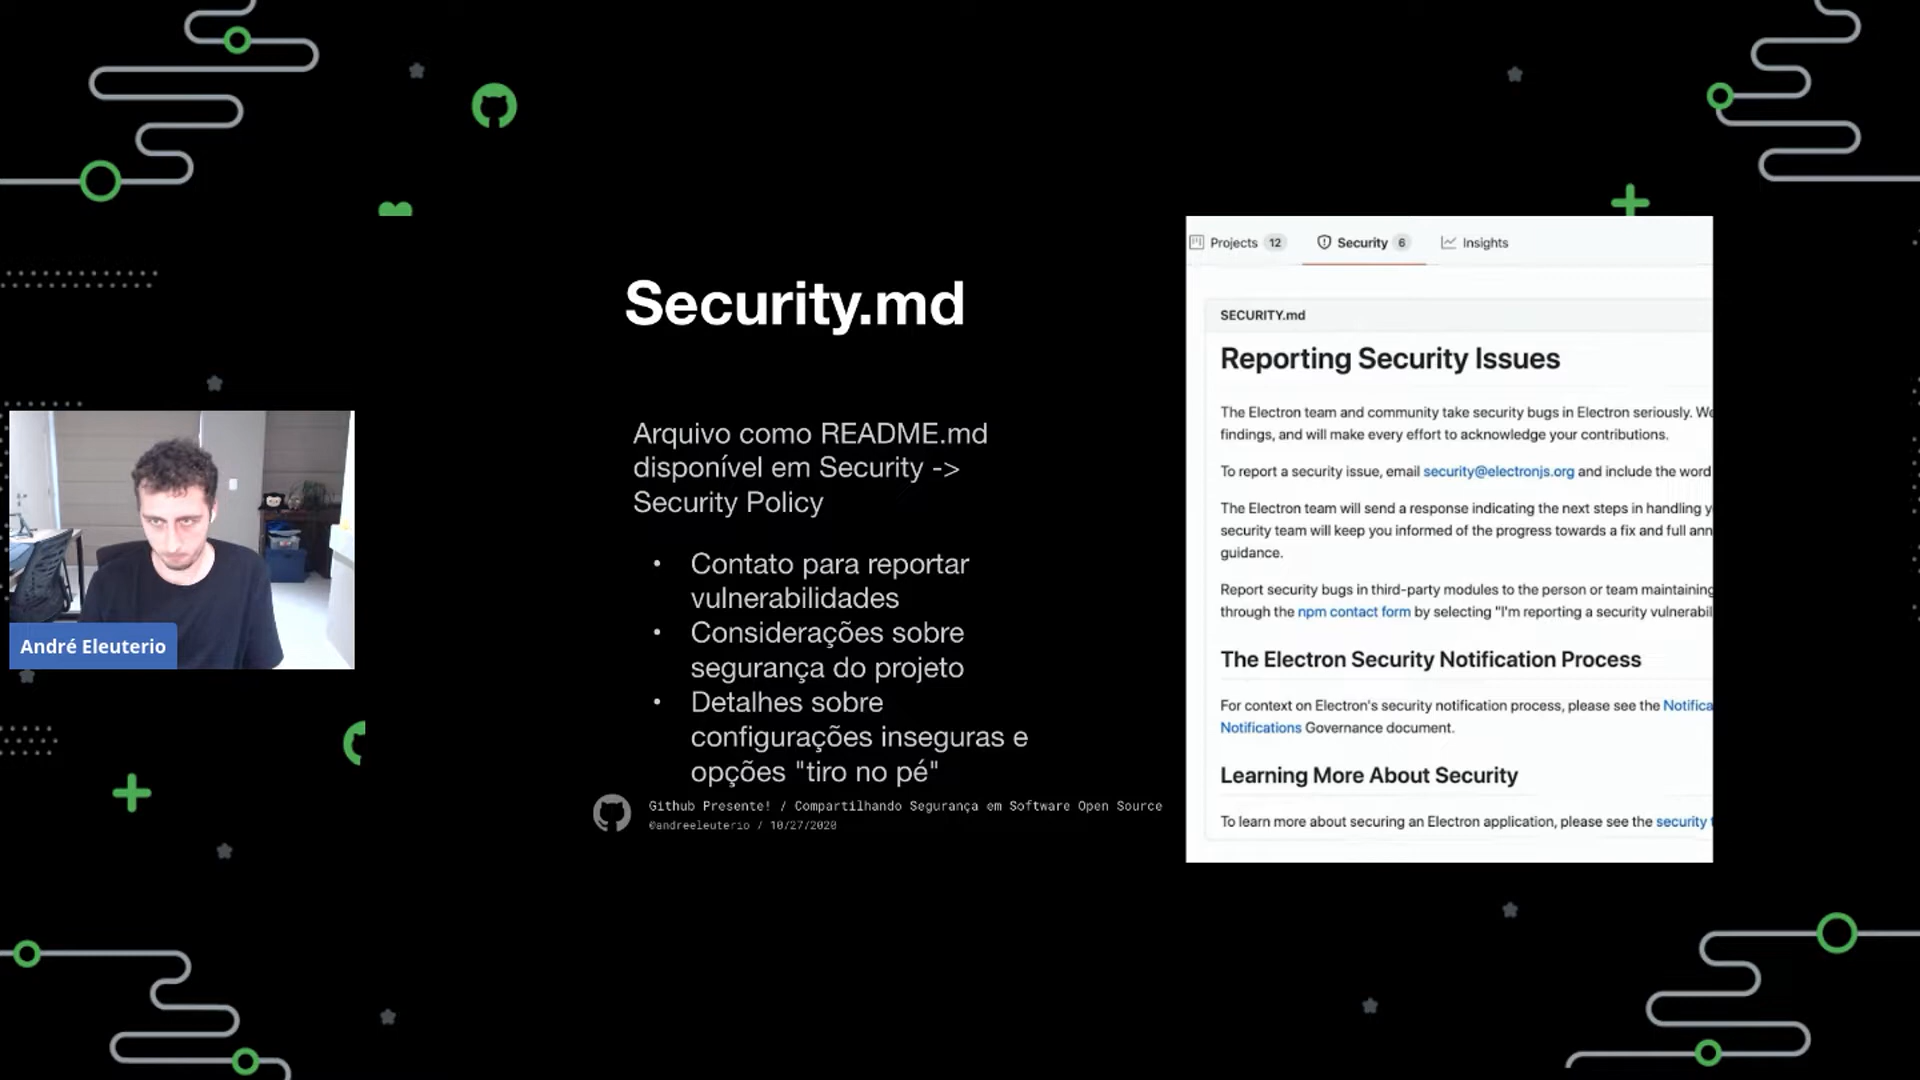 Security.md
Arquivo como README.md
disponível em Security ->
Security Policy
• Contato para reportar
vulnerabilidades
• Considerações sobre
segurança do projeto
• Detalhes sobre
configurações inseguras e
opções "tiro no pé"
Github Presente! / Compartilhando Segurança em Software Open Source
@andreeleuterio / 10/27/2020
André Eleuterio
Projects 12 Security 6 Insights
SECURITY.md
Reporting Security Issues
The Electron team and community take security bugs in Electron seriously. We
findings, and will make every effort to acknowledge your contributions.
To report a security issue, email security@electronjs.org and include the word
The Electron team will send a response indicating the next steps in handling y
security team will keep you informed of the progress towards a fix and full ann
guidance.
Report security bugs in third-party modules to the person or team maintaining
through the npm contact form by selecting "I'm reporting a security vulnerabil
The Electron Security Notification Process
For context on Electron's security notification process, please see the Notifica
Notifications Governance document.
Learning More About Security
To learn more about securing an Electron application, please see the security